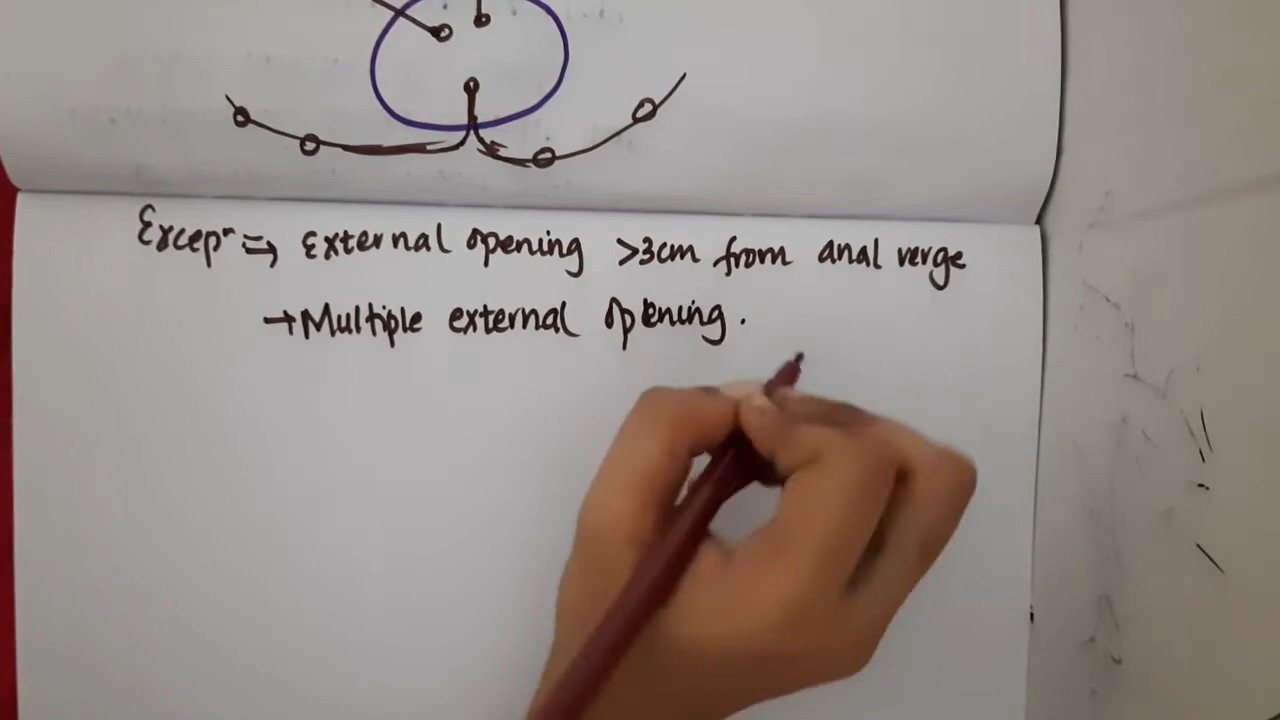 Excepⁿ => External opening >3cm from anal verge
→ Multiple external opening.